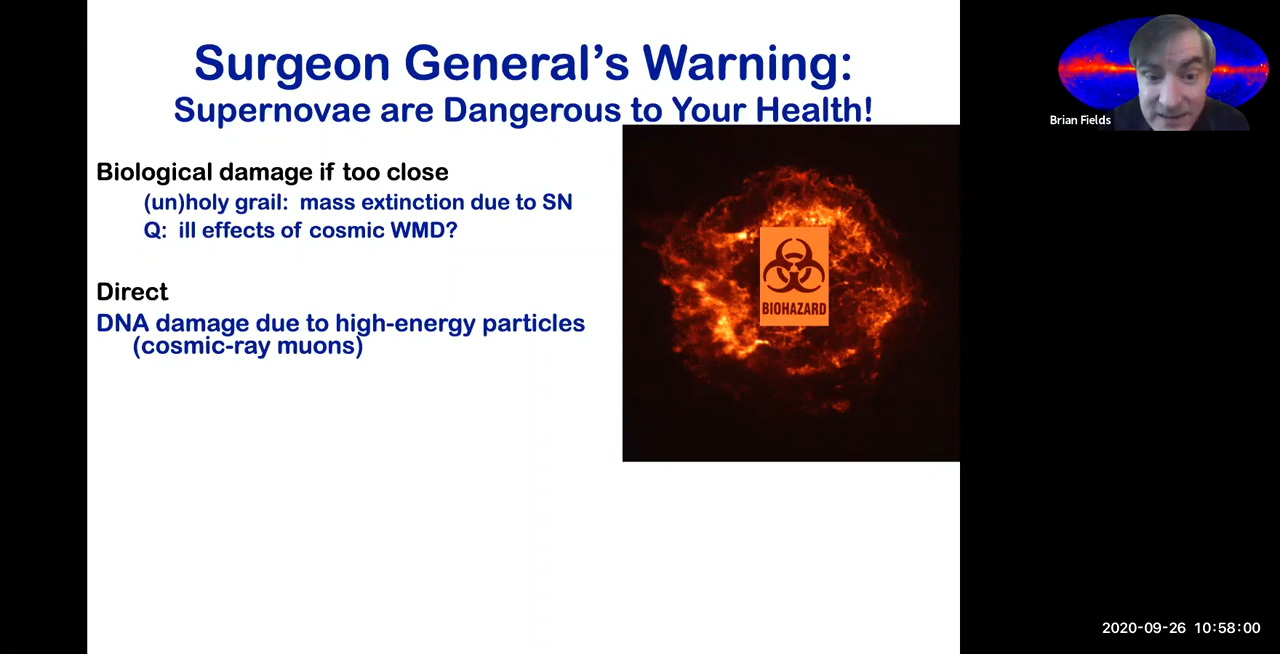 Surgeon General’s Warning:
Supernovae are Dangerous to Your Health!
Biological damage if too close
(un)holy grail: mass extinction due to SN
Q: ill effects of cosmic WMD?
Direct
DNA damage due to high-energy particles
(cosmic-ray muons)
BIOHAZARD
Brian Fields
2020-09-26 10:58:00